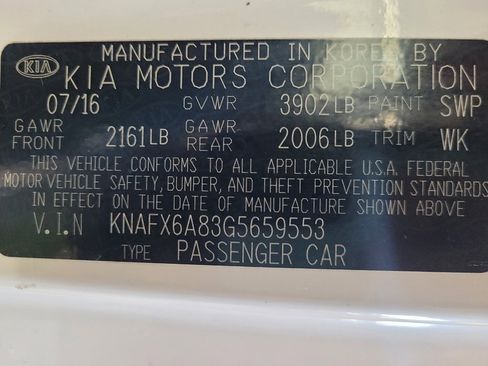 MANUFACTURED IN KOREA BY
KIA KIA MOTORS CORPORATION
07/16 GVWR 3902LB PAINT SWP
GAWR FRONT 2161LB GAWR REAR 2006LB TRIM WK
THIS VEHICLE CONFORMS TO ALL APPLICABLE U.S.A. FEDERAL
MOTOR VEHICLE SAFETY, BUMPER, AND THEFT PREVENTION STANDARDS
IN EFFECT ON THE DATE OF MANUFACTURE SHOWN ABOVE
V.I.N KNAFX6A83G5659553
TYPE PASSENGER CAR